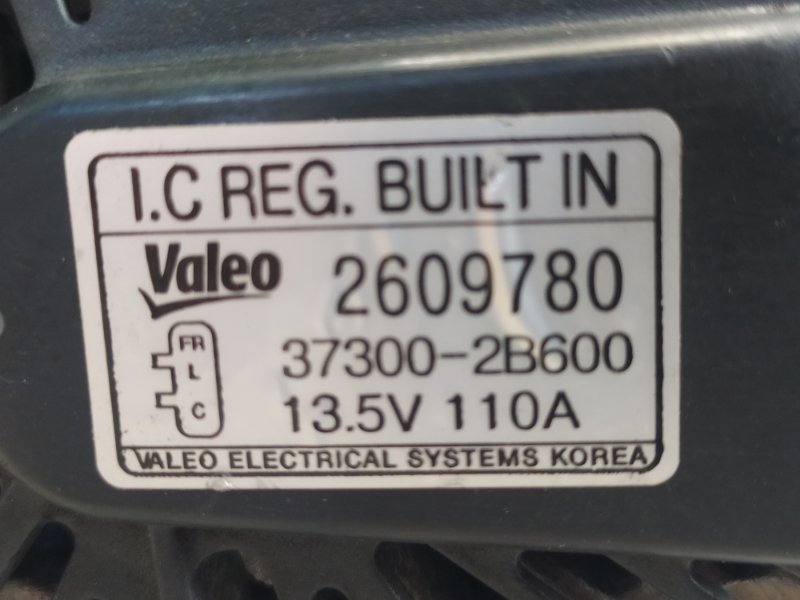 I.C REG. BUILT IN
Valeo 2609780
FR
L
C
37300-2B600
13.5V 110A
VALEO ELECTRICAL SYSTEMS KOREA